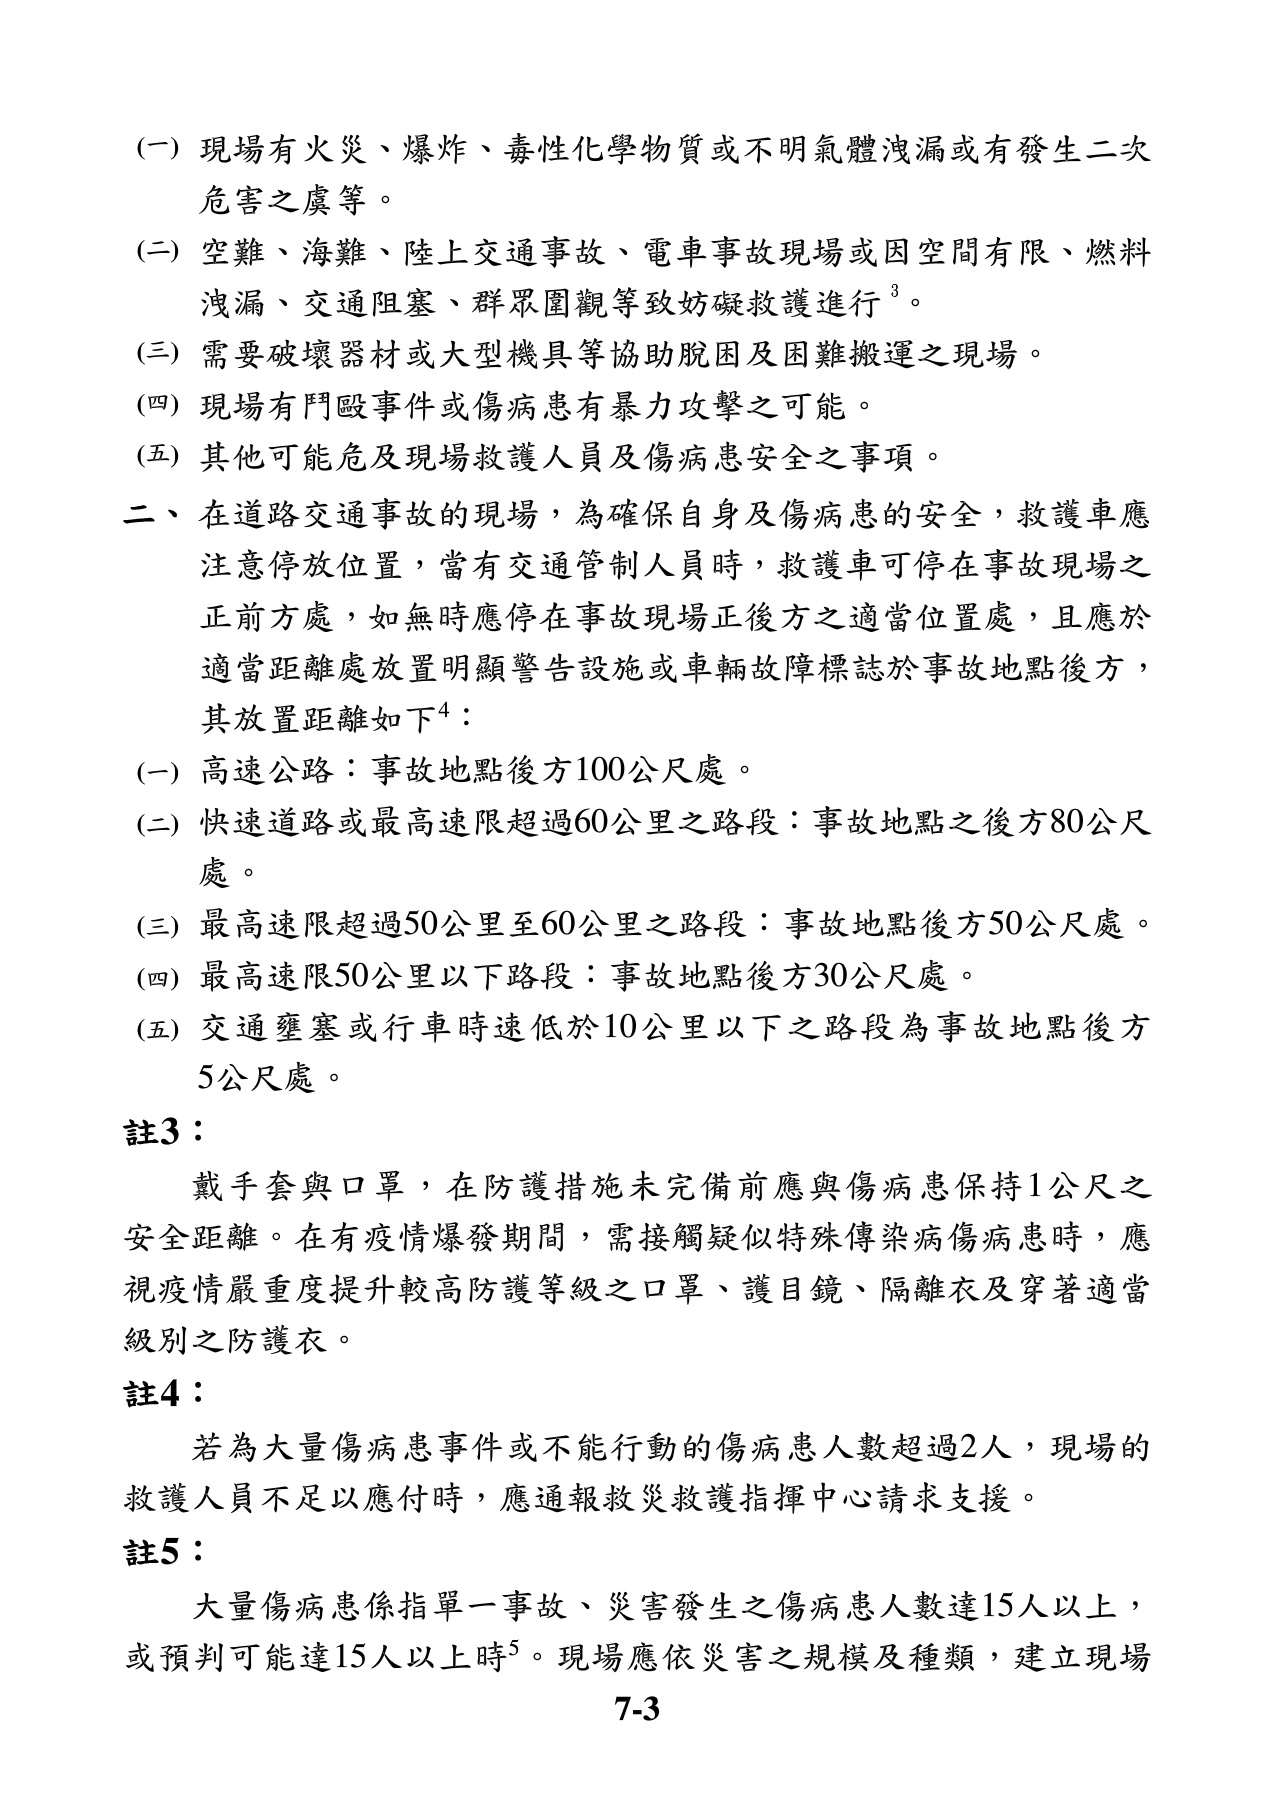 (一) 現場有火災、爆炸、毒性化學物質或不明氣體洩漏或有發生二次
危害之虞等。
(二) 空難、海難、陸上交通事故、電車事故現場或因空間有限、燃料
洩漏、交通阻塞、群眾圍觀等致妨礙救護進行3。
(三) 需要破壞器材或大型機具等協助脫困及困難搬運之現場。
(四) 現場有鬥毆事件或傷病患有暴力攻擊之可能。
(五) 其他可能危及現場救護人員及傷病患安全之事項。
二、 在道路交通事故的現場，為確保自身及傷病患的安全，救護車應
注意停放位置，當有交通管制人員時，救護車可停在事故現場之
正前方處，如無時應停在事故現場正後方之適當位置處，且應於
適當距離處放置明顯警告設施或車輛故障標誌於事故地點後方，
其放置距離如下4：
(一) 高速公路：事故地點後方100公尺處。
(二) 快速道路或最高速限超過60公里之路段：事故地點之後方80公尺
處。
(三) 最高速限超過50公里至60公里之路段：事故地點後方50公尺處。
(四) 最高速限50公里以下路段：事故地點後方30公尺處。
(五) 交通壅塞或行車時速低於10公里以下之路段為事故地點後方
5公尺處。
註3：
戴手套與口罩，在防護措施未完備前應與傷病患保持1公尺之
安全距離。在有疫情爆發期間，需接觸疑似特殊傳染病傷病患時，應
視疫情嚴重度提升較高防護等級之口罩、護目鏡、隔離衣及穿著適當
級別之防護衣。
註4：
若為大量傷病患事件或不能行動的傷病患人數超過2人，現場的
救護人員不足以應付時，應通報救災救護指揮中心請求支援。
註5：
大量傷病患係指單一事故、災害發生之傷病患人數達15人以上，
或預判可能達15人以上時5。現場應依災害之規模及種類，建立現場
7-3